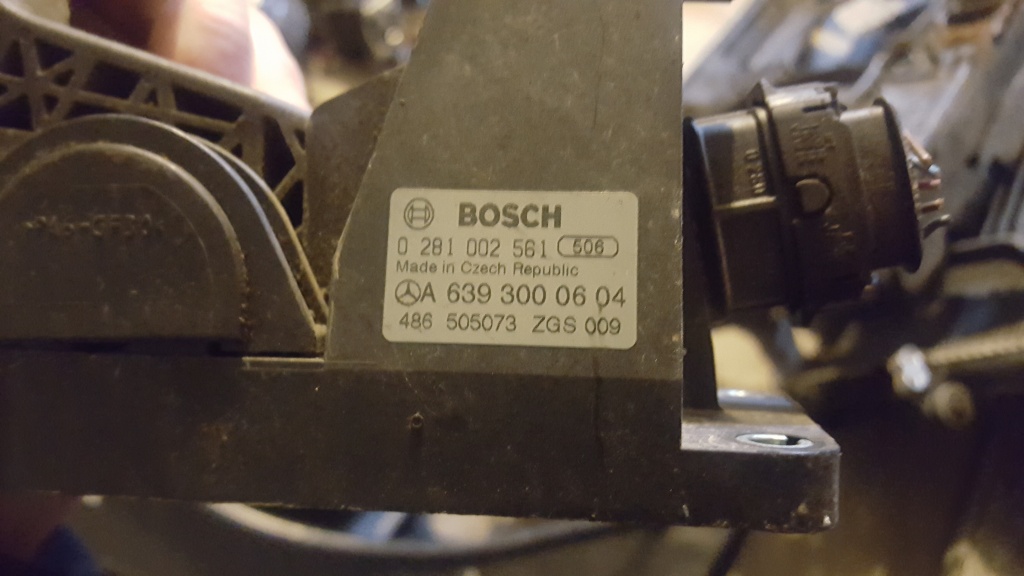 BOSCH
0 281 002 561 506
Made in Czech Republic
A 639 300 06 04
486 505073 ZGS 009